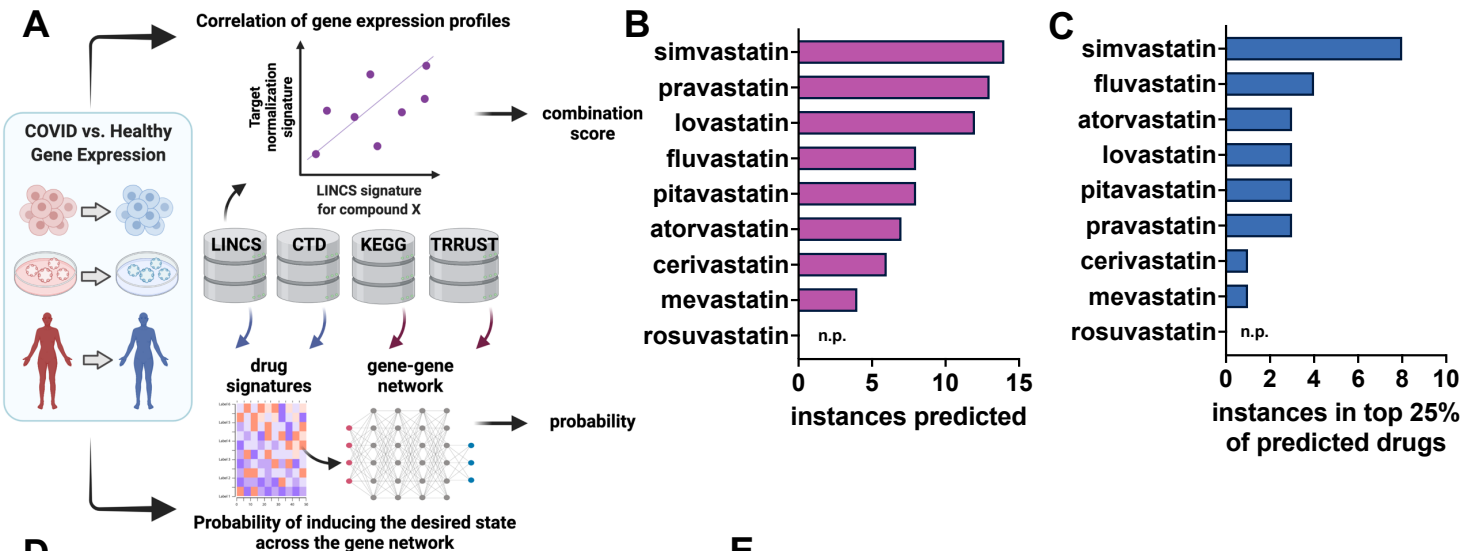 A
Correlation of gene expression profiles
Target
normalization
signature
LINCS signature
for compound X
combination
score
COVID vs. Healthy
Gene Expression
LINCS
CTD
KEGG
TRRUST
drug
signatures
gene-gene
network
probability
Probability of inducing the desired state
across the gene network
B
simvastatin
pravastatin
lovastatin
fluvastatin
pitavastatin
atorvastatin
cerivastatin
mevastatin
rosuvastatin
n.p.
0 5 10 15
instances predicted
C
simvastatin
fluvastatin
atorvastatin
lovastatin
pitavastatin
pravastatin
cerivastatin
mevastatin
rosuvastatin
n.p.
0 2 4 6 8 10
instances in top 25%
of predicted drugs
D
E